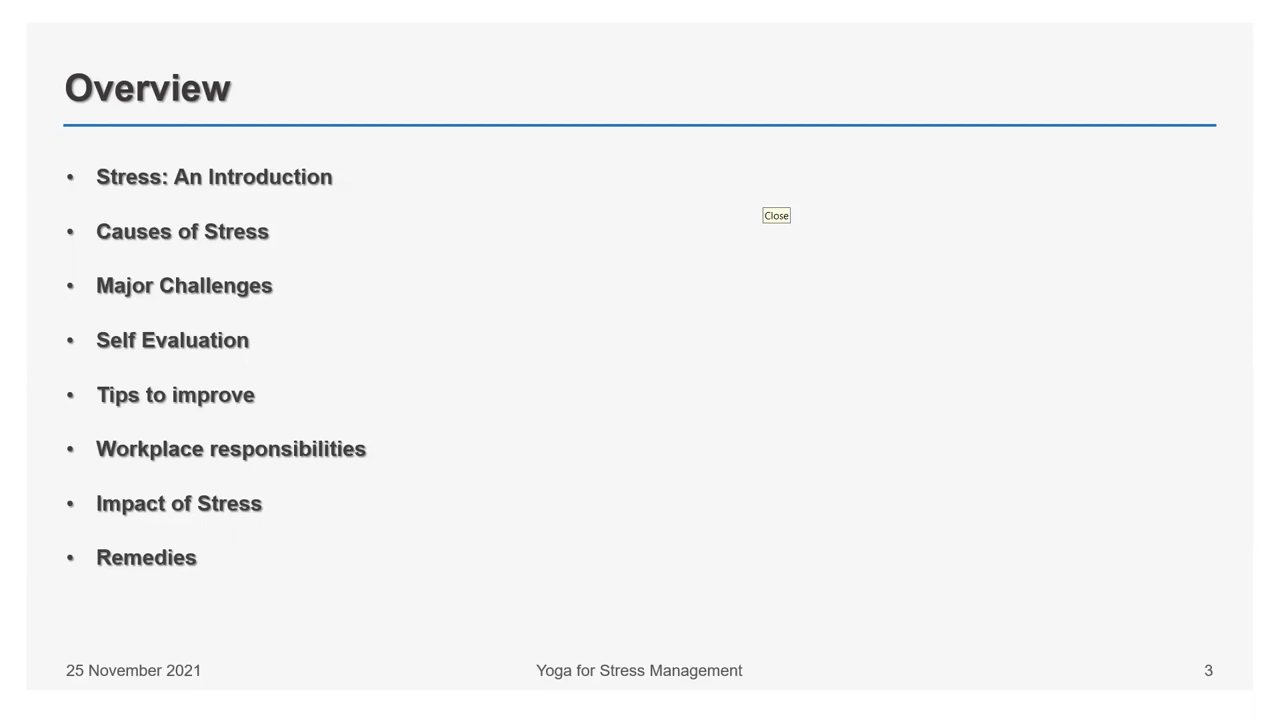 Overview
• Stress: An Introduction
• Causes of Stress
Close
• Major Challenges
• Self Evaluation
• Tips to improve
• Workplace responsibilities
• Impact of Stress
• Remedies
25 November 2021
Yoga for Stress Management
3